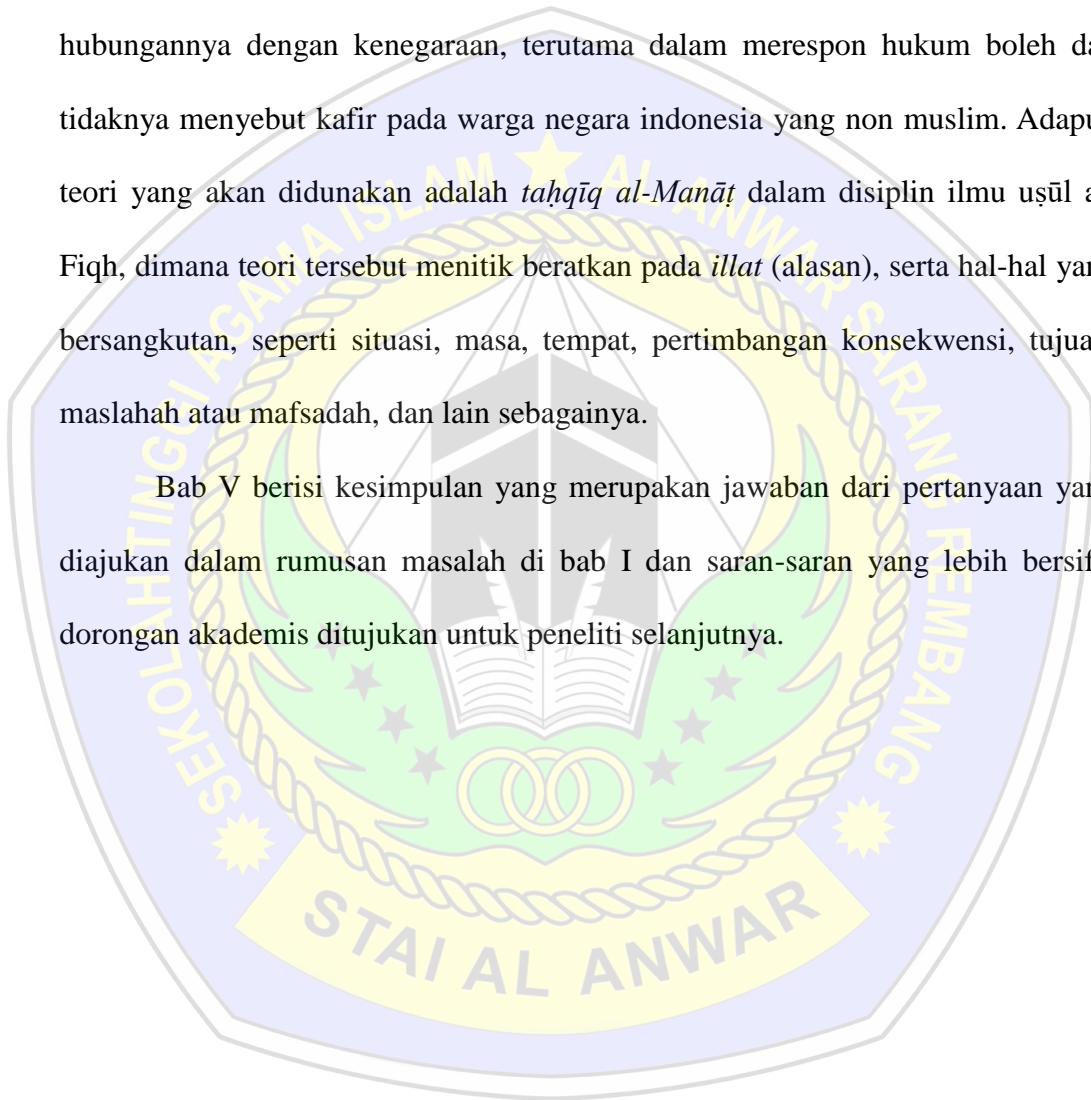 hubungannya dengan kenegaraan, terutama dalam merespon hukum boleh da
tidaknya menyebut kafir pada warga negara indonesia yang non muslim. Adapu
teori yang akan didunakan adalah taḥqīq al-Manāṭ dalam disiplin ilmu uṣūl a
Fiqh, dimana teori tersebut menitik beratkan pada illat (alasan), serta hal-hal yan
bersangkutan, seperti situasi, masa, tempat, pertimbangan konsekwensi, tujua
maslahah atau mafsadah, dan lain sebagainya.
Bab V berisi kesimpulan yang merupakan jawaban dari pertanyaan yan
diajukan dalam rumusan masalah di bab I dan saran-saran yang lebih bersif
dorongan akademis ditujukan untuk peneliti selanjutnya.
SEKOLAH TINGGI AGAMA ISLAM AL ANWAR SARANG REMBANG
STAI AL ANWAR